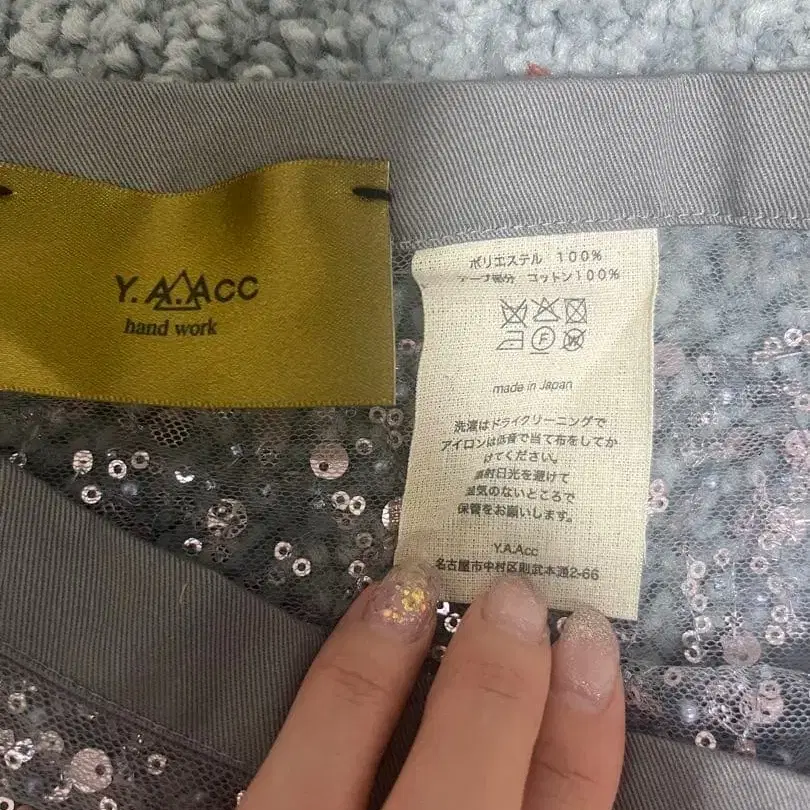 Y.A.Acc
hand work
ポリエステル 100%
テープ部分 コットン100%
F
W
made in Japan
洗濯はドライクリーニングで
アイロンは低音で当て布をしてか
けてください。
直射日光を避けて
湿気のないところで
保管をお願いします。
Y.A.Acc
名古屋市中村区則武本通2-66